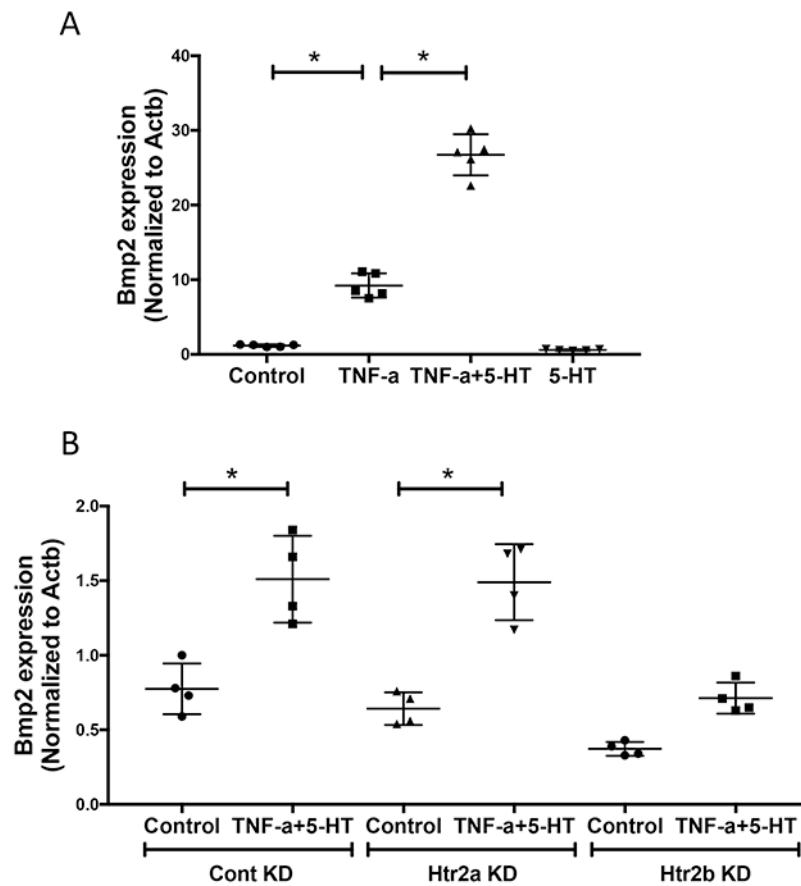 A
Bmp2 expression
(Normalized to Actb)
40
30
20
10
0
* *
Control TNF-a TNF-a+5-HT 5-HT
B
Bmp2 expression
(Normalized to Actb)
2.0
1.5
1.0
0.5
0.0
* *
Control TNF-a+5-HT Control TNF-a+5-HT Control TNF-a+5-HT
Cont KD Htr2a KD Htr2b KD